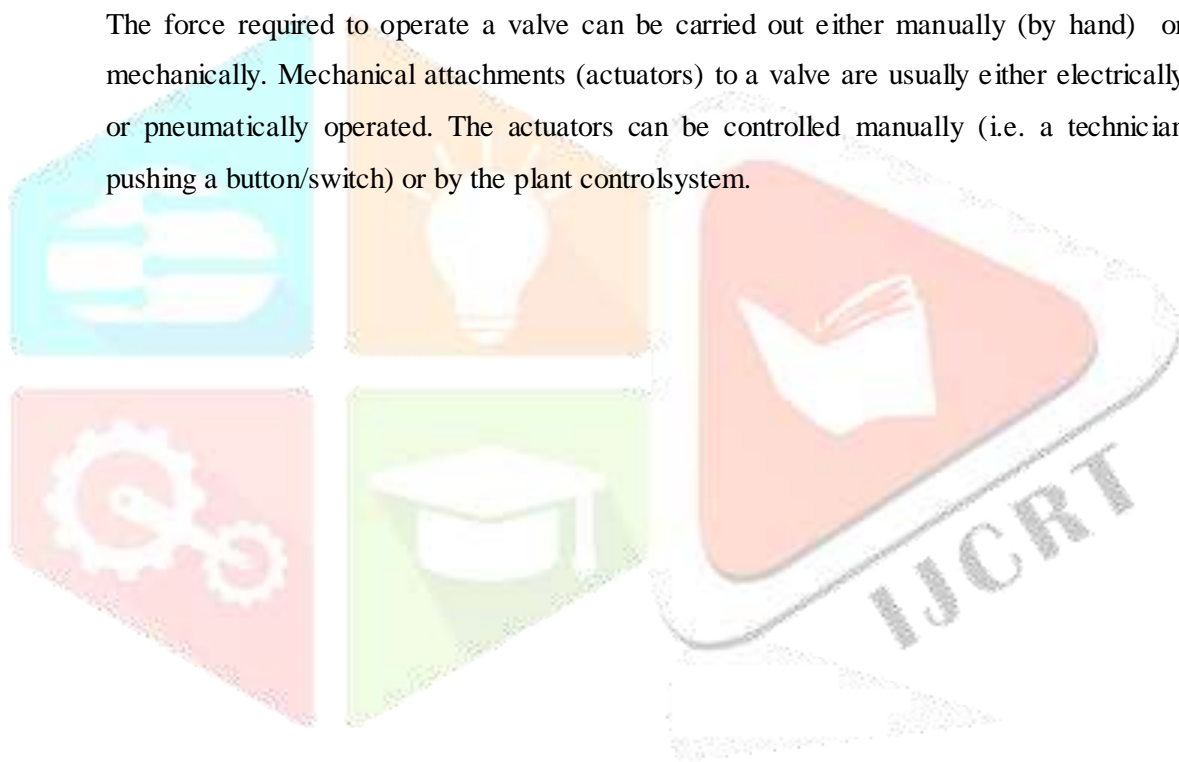 The force required to operate a valve can be carried out either manually (by hand) or
mechanically. Mechanical attachments (actuators) to a valve are usually either electrically
or pneumatically operated. The actuators can be controlled manually (i.e. a technician
pushing a button/switch) or by the plant controlsystem.
IJCRT